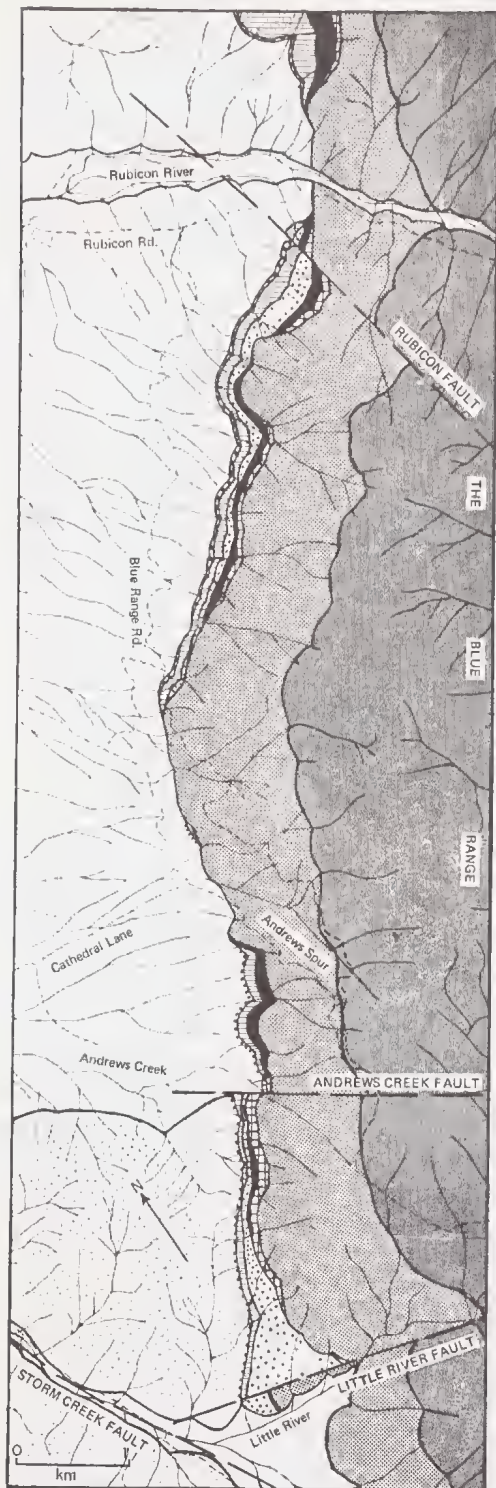 Rubicon River
Rubicon Rd.
RUBICON FAULT
THE
BLUE
RANGE
Blue Range Rd.
Andrews Spur
Cathedral Lane
Andrews Creek
ANDREWS CREEK FAULT
N
LITTLE RIVER FAULT
Little River
STORM CREEK FAULT
0
km